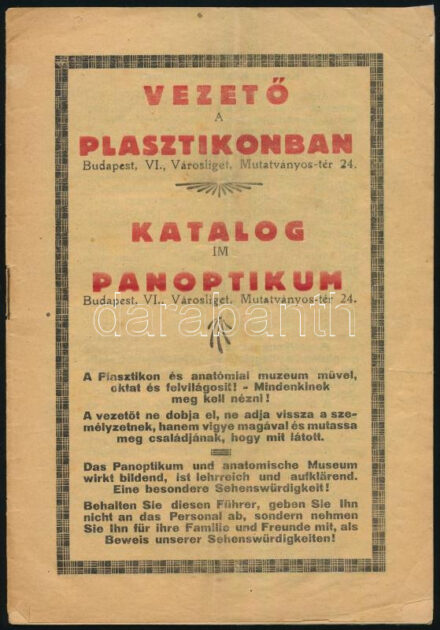 VEZETŐ
A
PLASZTIKONBAN
Budapest, VI., Városliget, Mutatványos-tér 24.
KATALOG
IM
PANOPTIKUM
Budapest, VI., Városliget, Mutatványos-tér 24.
darabanth
A Plasztikon és anatómiai muzeum müvel,
oktat és felvilágosit! - Mindenkinek
meg kell nézni!
A vezetőt ne dobja el, ne adja vissza a sze-
mélyzetnek, hanem vigye magával és mutassa
meg családjának, hogy mit látott.
Das Panoptikum und anatomische Museum
wirkt bildend, ist lehrreich und aufklärend.
Eine besondere Sehenswürdigkeit!
Behalten Sie diesen Führer, geben Sie Ihn
nicht an das Personal ab, sondern nehmen
Sie Ihn für ihre Familie und Freunde mit, als
Beweis unserer Sehenswürdigkeiten!